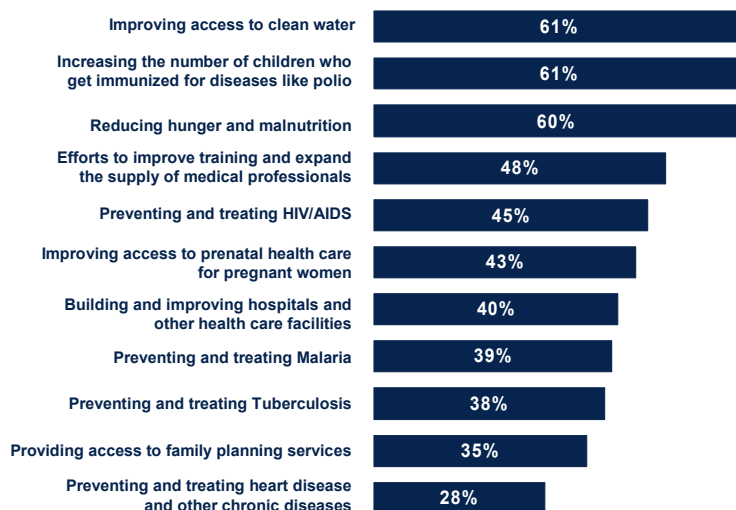 Improving access to clean water 61%
Increasing the number of children who
get immunized for diseases like polio 61%
Reducing hunger and malnutrition 60%
Efforts to improve training and expand
the supply of medical professionals 48%
Preventing and treating HIV/AIDS 45%
Improving access to prenatal health care
for pregnant women 43%
Building and improving hospitals and
other health care facilities 40%
Preventing and treating Malaria 39%
Preventing and treating Tuberculosis 38%
Providing access to family planning services 35%
Preventing and treating heart disease
and other chronic diseases 28%